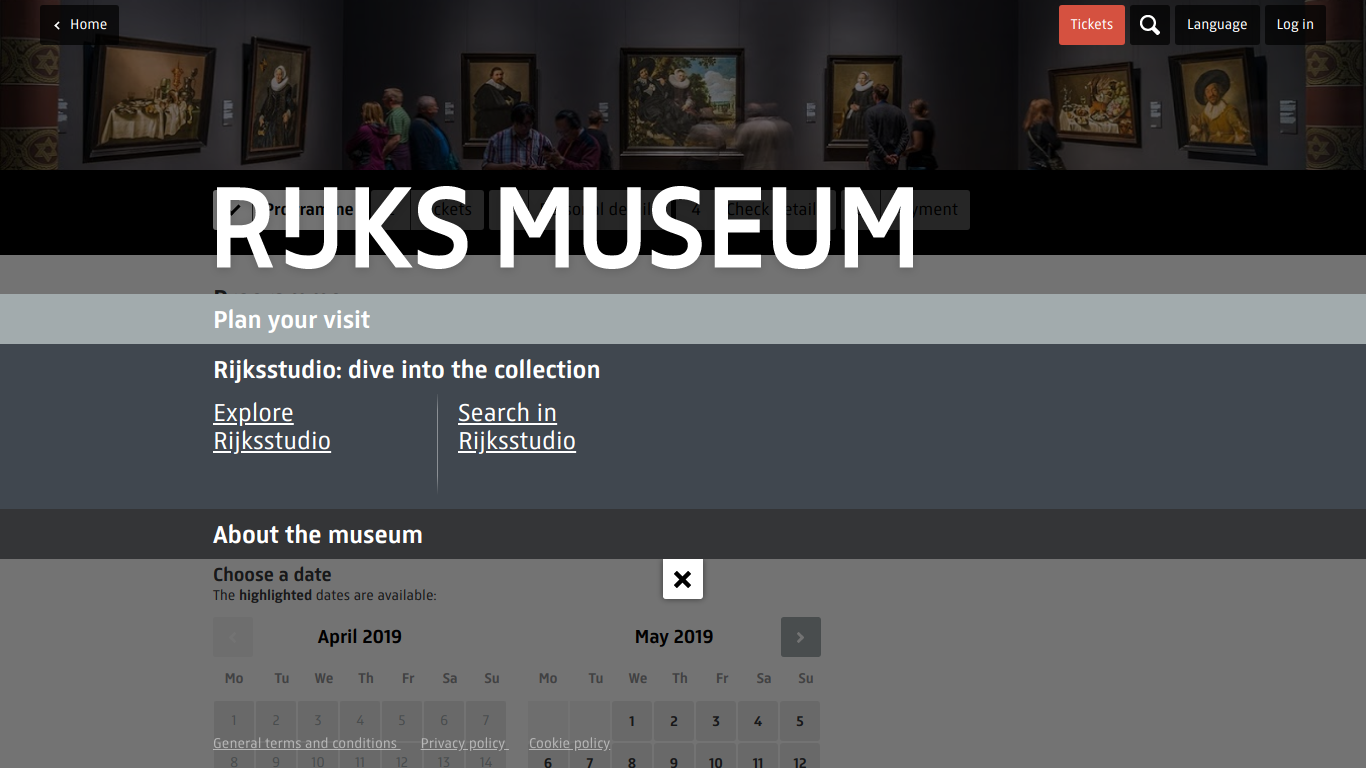 Home
Tickets
Language
Log in
Programme
4
RIJKS MUSEUM
Plan your visit
Rijksstudio: dive into the collection
Explore
Rijksstudio
Search in
Rijksstudio
About the museum
Choose a date
The highlighted dates are available:
April 2019
May 2019
Mo Tu We Th Fr Sa Su
Mo Tu We Th Fr Sa Su
1 2 3 4 5 6 7
1 2 3 4 5
General terms and conditions Privacy policy Cookie policy
8 9 10 11 12 13 14
6 7 8 9 10 11 12